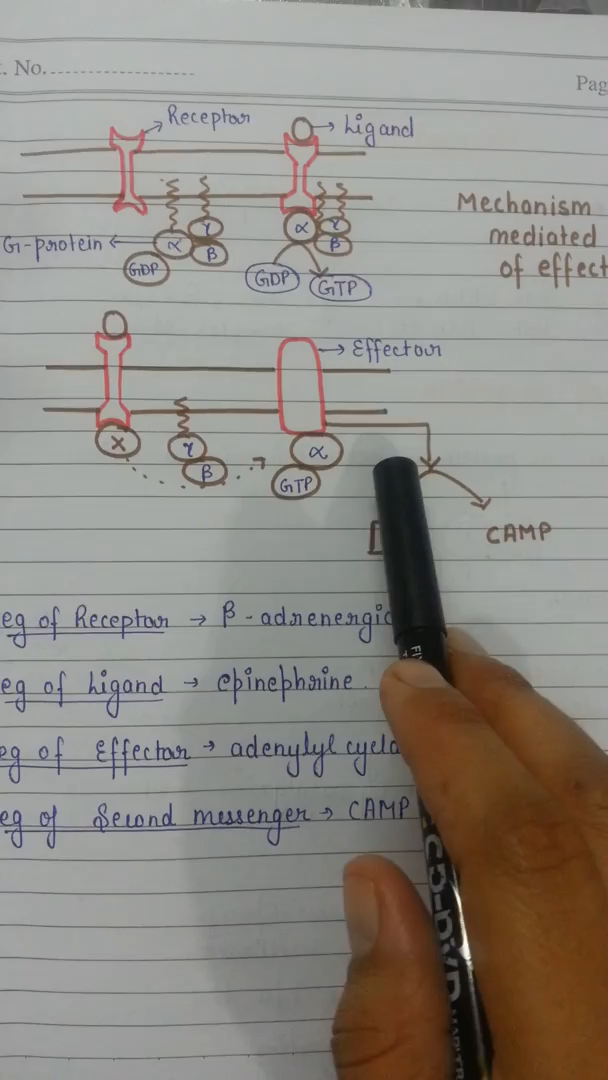 . No.
Pag
Receptor
Ligand
G-protein
α
γ
β
GDP
α
γ
β
GDP
GTP
Mechanism
mediated
of effect
Effector
X
γ
β
α
GTP
[
CAMP
eg of Receptor → β-adrenergic
eg of Ligand → epinephrine
eg of Effector → adenylyl cycla
eg of Second messenger → CAMP